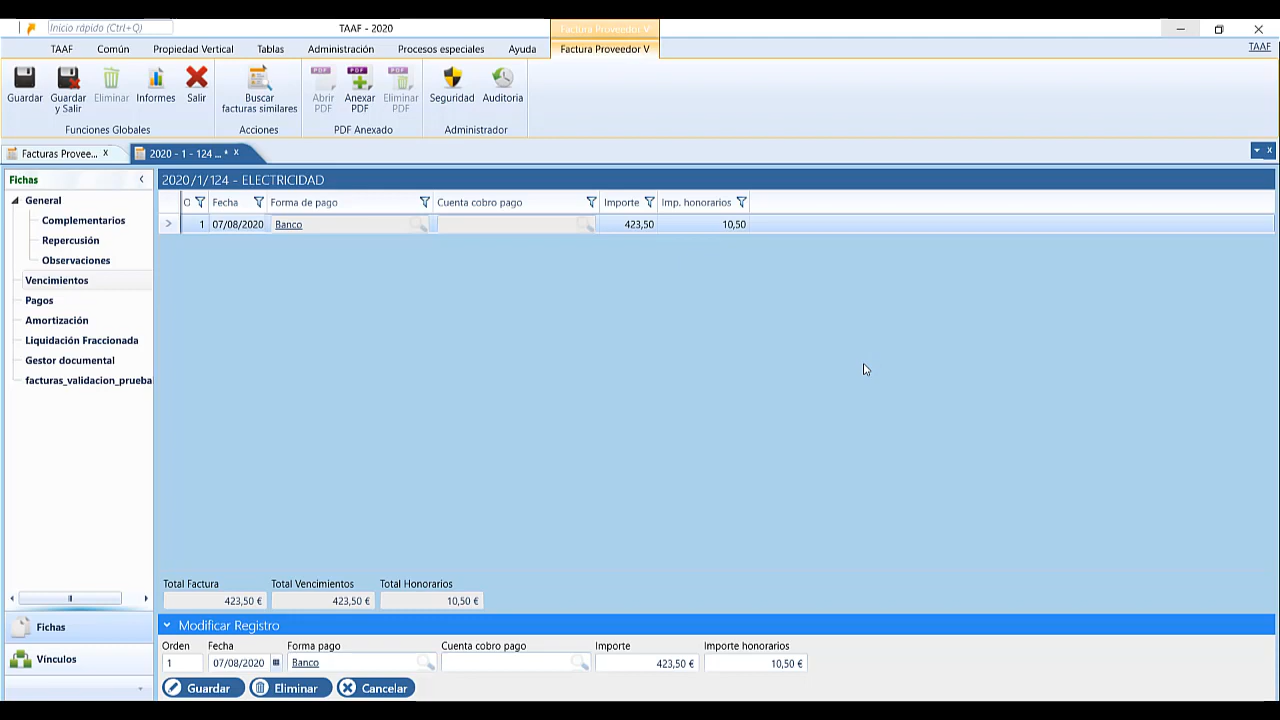 Inicio rápido (Ctrl+Q)
TAAF - 2020
Factura Proveedor V
TAAF
Común
Propiedad Vertical
Tablas
Administración
Procesos especiales
Ayuda
Factura Proveedor V
TAAF
Guardar
Guardar
y Salir
Eliminar
Informes
Salir
Buscar
facturas similares
Abrir
PDF
Anexar
PDF
Eliminar
PDF
Seguridad
Auditoria
Funciones Globales
Acciones
PDF Anexado
Administrador
Facturas Provee... x
2020 - 1 - 124 ... * x
Fichas
General
Complementarios
Repercusión
Observaciones
Vencimientos
Pagos
Amortización
Liquidación Fraccionada
Gestor documental
facturas_validacion_prueba
Fichas
Vínculos
2020/1/124 - ELECTRICIDAD
O Fecha Forma de pago Cuenta cobro pago Importe Imp. honorarios
1 07/08/2020 Banco 423,50 10,50
Total Factura Total Vencimientos Total Honorarios
423,50 € 423,50 € 10,50 €
Modificar Registro
Orden Fecha Forma pago Cuenta cobro pago Importe Importe honorarios
1 07/08/2020 Banco 423,50 € 10,50 €
Guardar Eliminar Cancelar